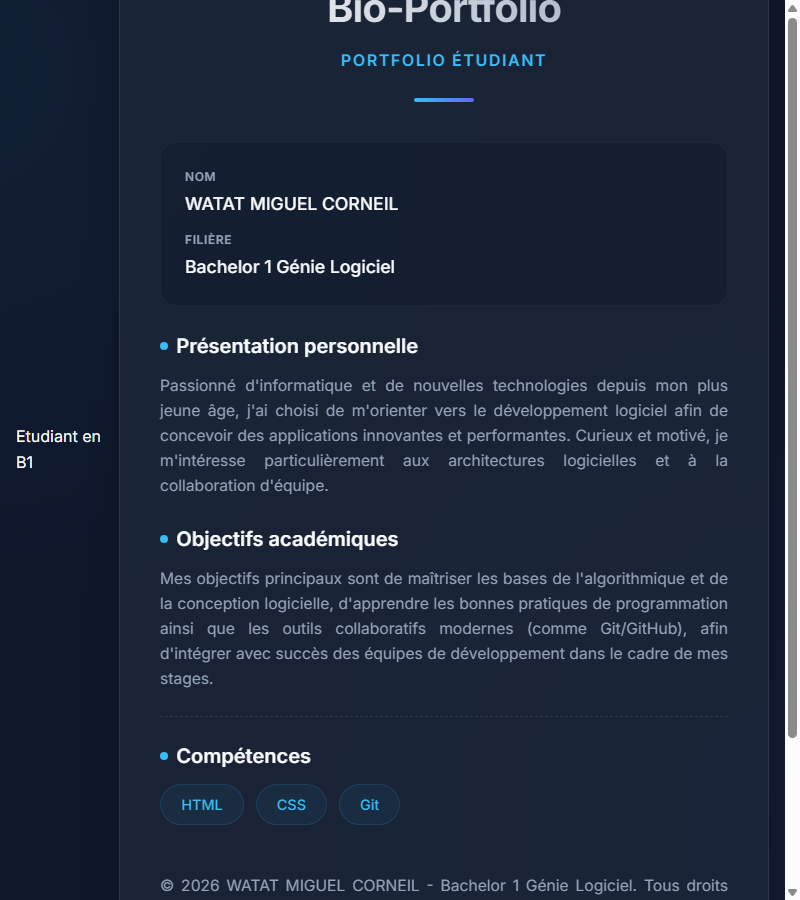 Bio-Portfolio
PORTFOLIO ÉTUDIANT
NOM
WATAT MIGUEL CORNEIL
FILIÈRE
Bachelor 1 Génie Logiciel
Présentation personnelle
Passionné d'informatique et de nouvelles technologies depuis mon plus
jeune âge, j'ai choisi de m'orienter vers le développement logiciel afin de
concevoir des applications innovantes et performantes. Curieux et motivé, je
m'intéresse particulièrement aux architectures logicielles et à la
collaboration d'équipe.
Etudiant en
B1
Objectifs académiques
Mes objectifs principaux sont de maîtriser les bases de l'algorithmique et de
la conception logicielle, d'apprendre les bonnes pratiques de programmation
ainsi que les outils collaboratifs modernes (comme Git/GitHub), afin
d'intégrer avec succès des équipes de développement dans le cadre de mes
stages.
Compétences
HTML CSS Git
© 2026 WATAT MIGUEL CORNEIL - Bachelor 1 Génie Logiciel. Tous droits